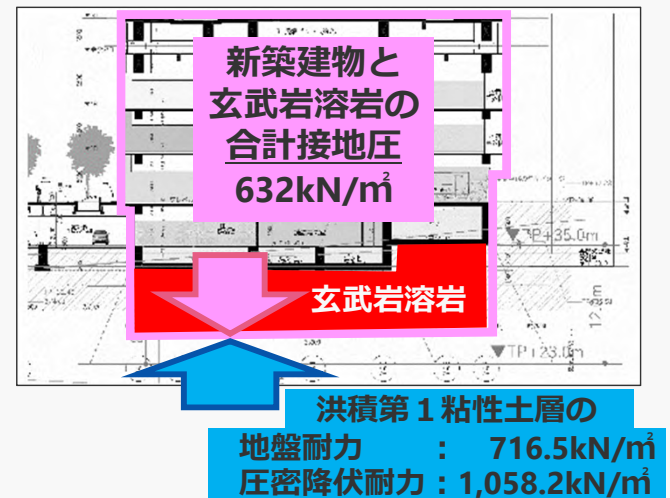 新築建物と
玄武岩溶岩の
合計接地圧
632kN/㎡
▼TP+35.0m
玄武岩溶岩
▼TP+23.0m
洪積第1粘性土層の
地盤耐力 : 716.5kN/㎡
圧密降伏耐力:1,058.2kN/㎡